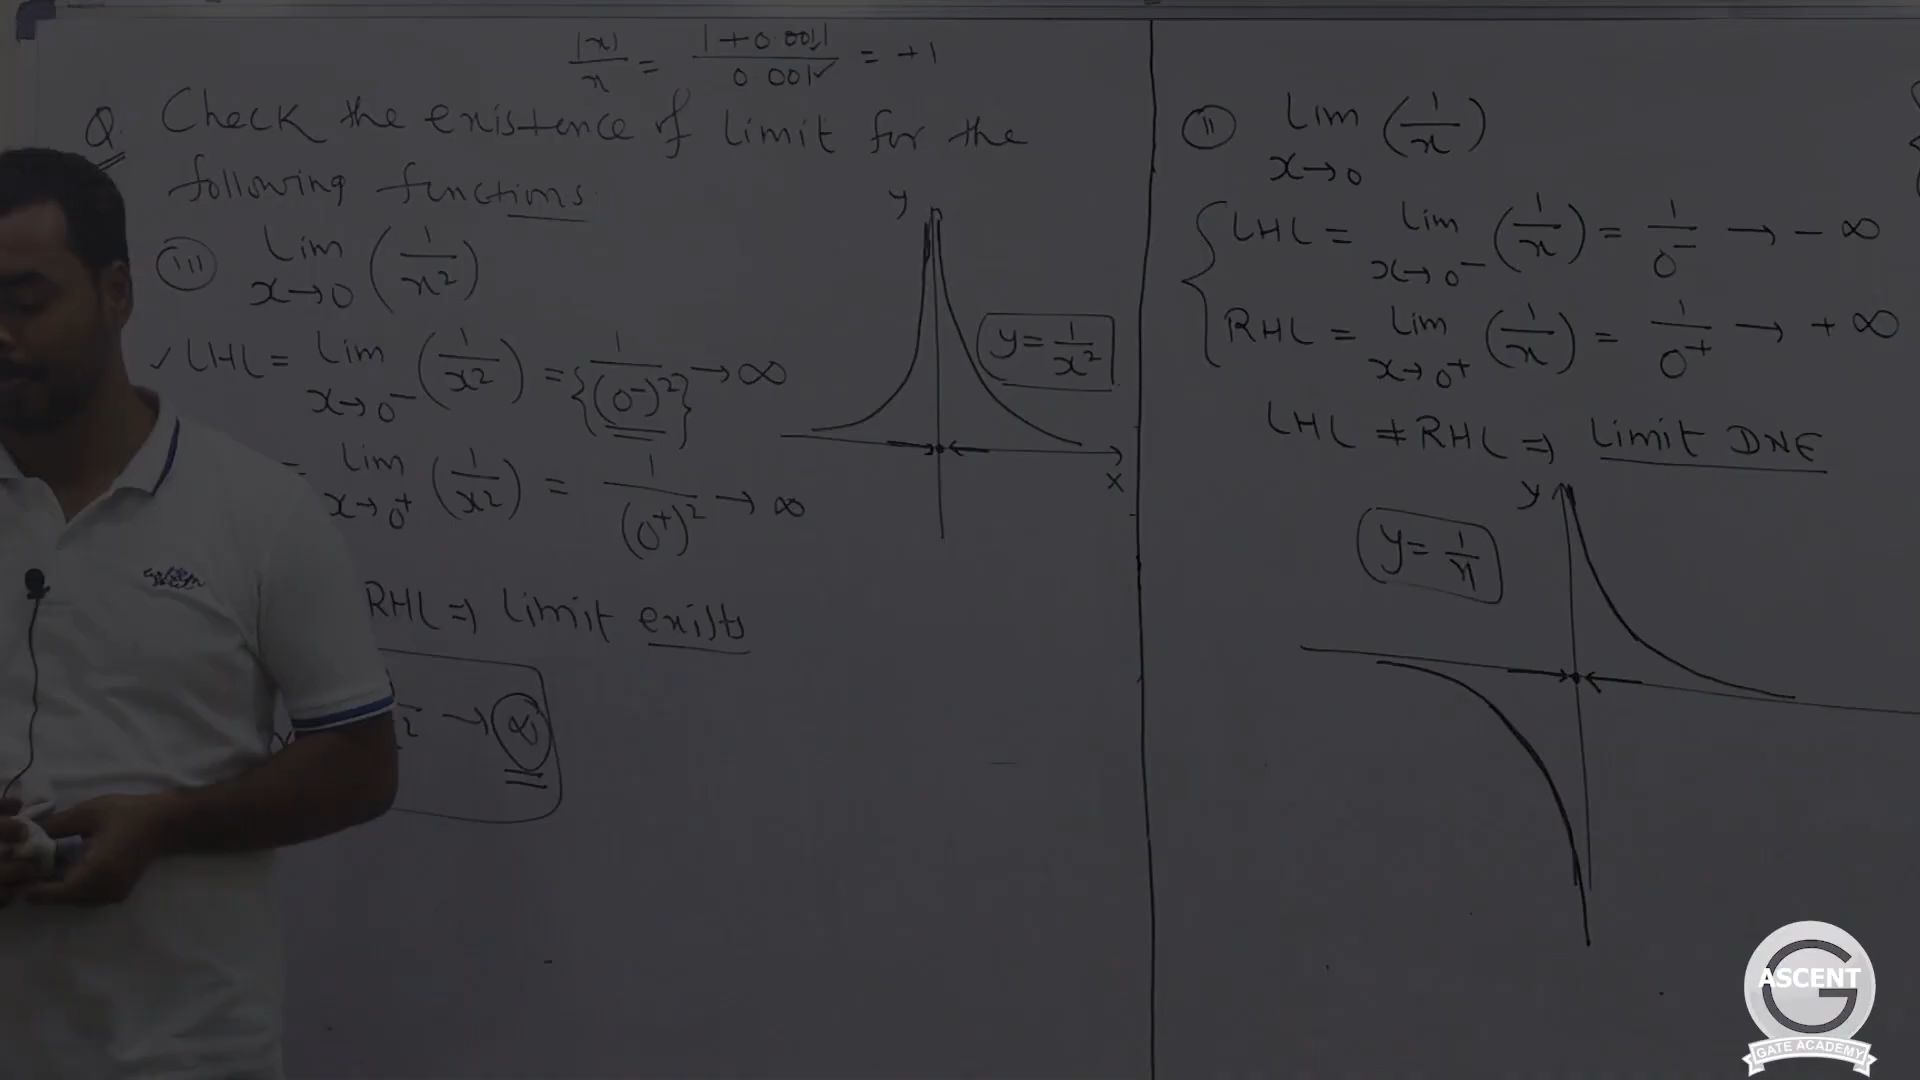 |x|/x = |+0.001|/0.001 = +1
Q. Check the existence of limit for the
following functions.
(iii) Lim x→0 (1/x²)
✓ LHL = Lim x→0⁻ (1/x²) = {1/(0⁻)²} → ∞
= Lim x→0⁺ (1/x²) = 1/(0⁺)² → ∞
RHL ⇒ Limit exists
→ ∞
y
y = 1/x²
x
(ii) Lim x→0 (1/x)
LHL = Lim x→0⁻ (1/x) = 1/0⁻ → -∞
RHL = Lim x→0⁺ (1/x) = 1/0⁺ → +∞
LHL ≠ RHL ⇒ Limit DNE
y
y = 1/x
ASCENT
G
GATE ACADEMY